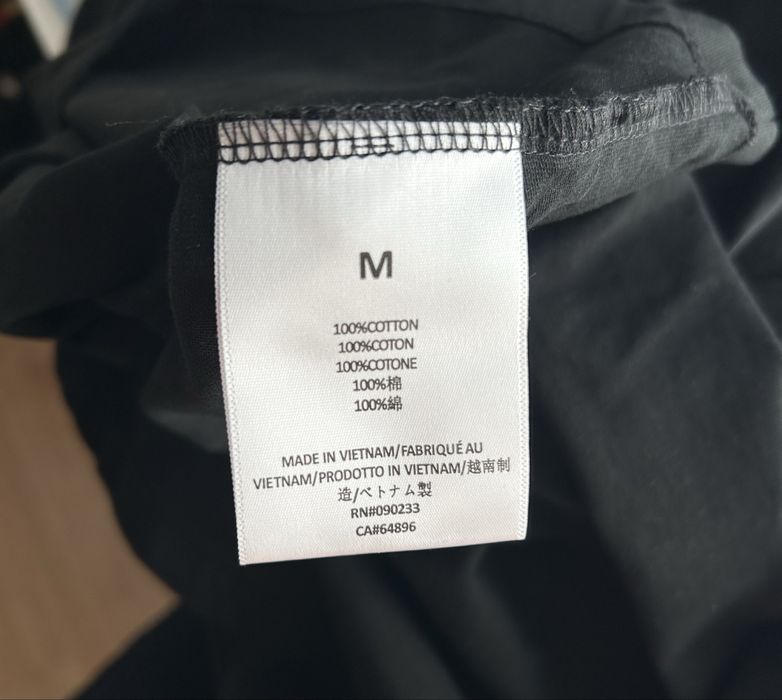 M
100%COTTON
100%COTON
100%COTONE
100%棉
100%綿
MADE IN VIETNAM/FABRIQUÉ AU
VIETNAM/PRODOTTO IN VIETNAM/越南制
造/ベトナム製
RN#090233
CA#64896